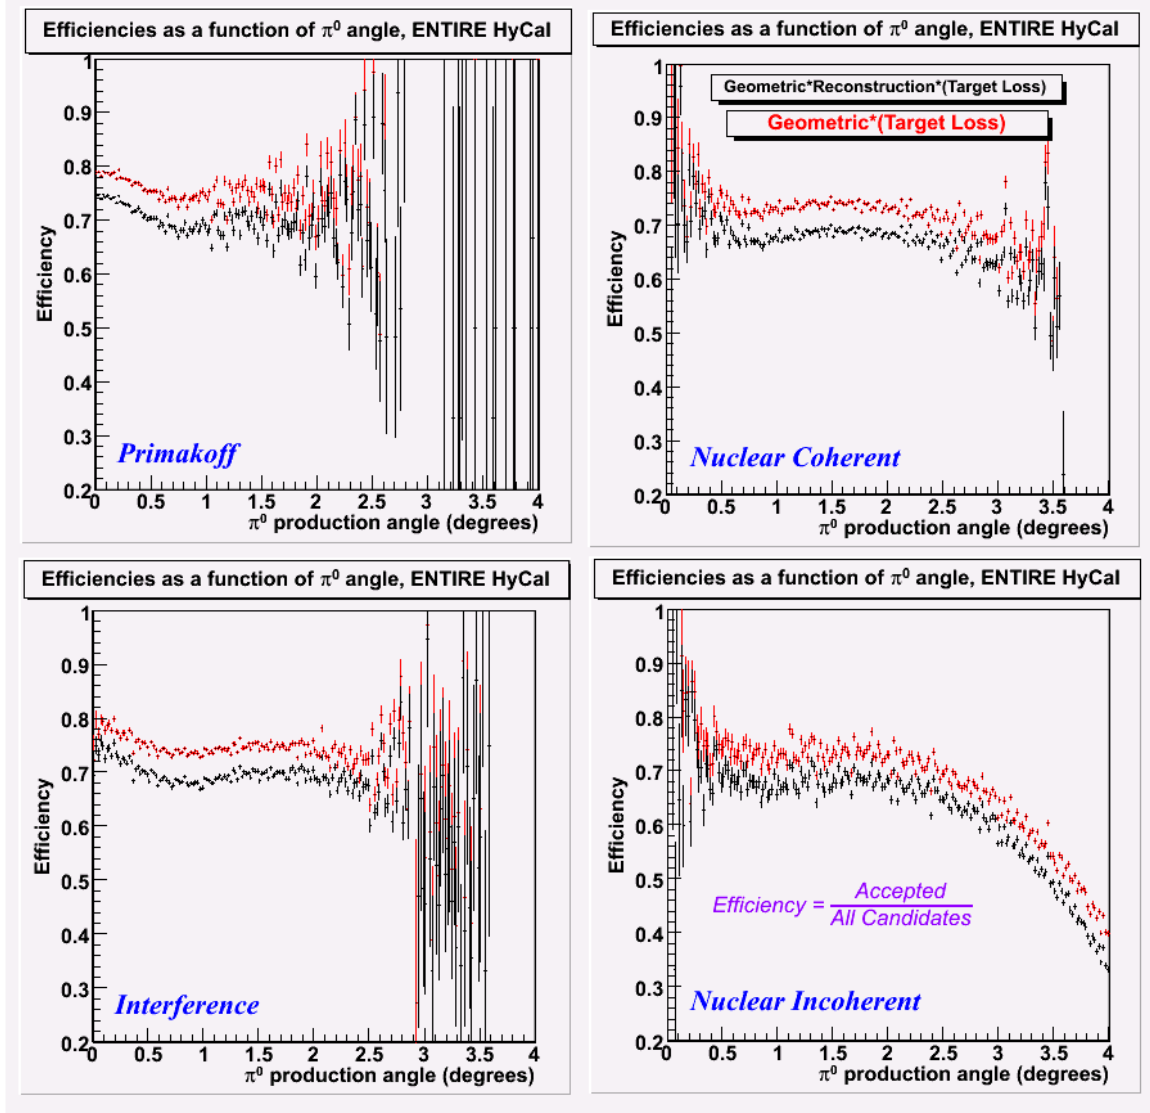 Efficiencies as a function of π⁰ angle, ENTIRE HyCal
1
0.9
0.8
0.7
0.6
0.5
0.4
0.3
0.2
Efficiency
Primakoff
0 0.5 1 1.5 2 2.5 3 3.5 4
π⁰ production angle (degrees)
Efficiencies as a function of π⁰ angle, ENTIRE HyCal
Geometric*Reconstruction*(Target Loss)
Geometric*(Target Loss)
1
0.9
0.8
0.7
0.6
0.5
0.4
0.3
0.2
Efficiency
Nuclear Coherent
0 0.5 1 1.5 2 2.5 3 3.5 4
π⁰ production angle (degrees)
Efficiencies as a function of π⁰ angle, ENTIRE HyCal
1
0.9
0.8
0.7
0.6
0.5
0.4
0.3
0.2
Efficiency
Interference
0 0.5 1 1.5 2 2.5 3 3.5 4
π⁰ production angle (degrees)
Efficiencies as a function of π⁰ angle, ENTIRE HyCal
1
0.9
0.8
0.7
0.6
0.5
0.4
0.3
0.2
Efficiency
Efficiency = Accepted
All Candidates
Nuclear Incoherent
0 0.5 1 1.5 2 2.5 3 3.5 4
π⁰ production angle (degrees)